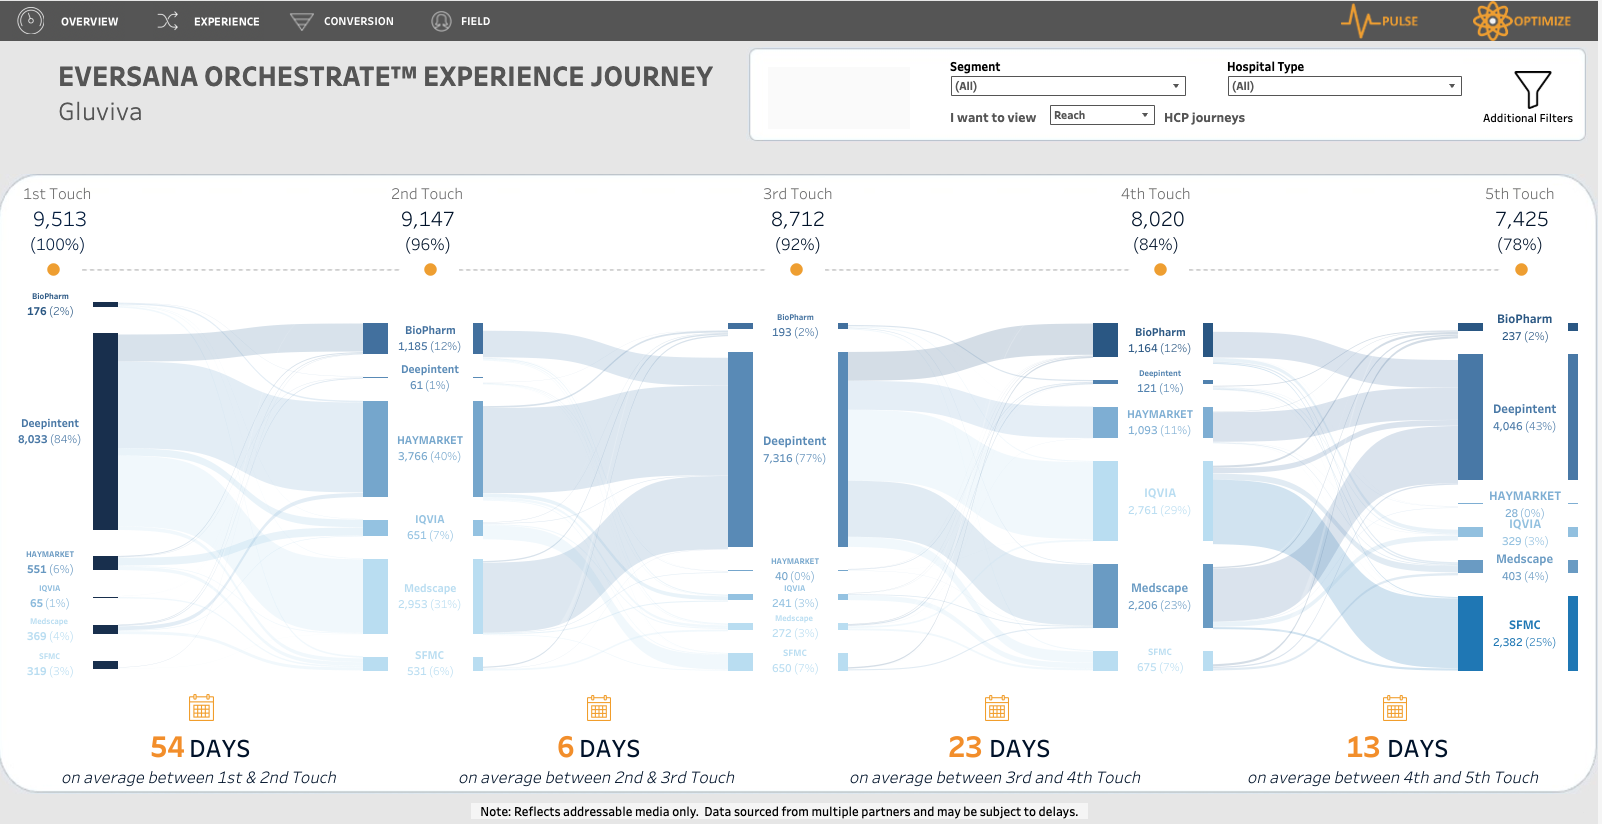 OVERVIEW
EXPERIENCE
CONVERSION
FIELD
PULSE
OPTIMIZE
EVERSANA ORCHESTRATE™ EXPERIENCE JOURNEY
Gluviva
Segment
(All)
Hospital Type
(All)
I want to view Reach HCP journeys
Additional Filters
1st Touch
9,513
(100%)
2nd Touch
9,147
(96%)
3rd Touch
8,712
(92%)
4th Touch
8,020
(84%)
5th Touch
7,425
(78%)
BioPharm
176 (2%)
Deepintent
8,033 (84%)
HAYMARKET
551 (6%)
IQVIA
65 (1%)
Medscape
369 (4%)
SFMC
319 (3%)
BioPharm
1,185 (12%)
Deepintent
61 (1%)
HAYMARKET
3,766 (40%)
IQVIA
651 (7%)
Medscape
2,953 (31%)
SFMC
531 (6%)
BioPharm
193 (2%)
Deepintent
7,316 (77%)
HAYMARKET
40 (0%)
IQVIA
241 (3%)
Medscape
272 (3%)
SFMC
650 (7%)
BioPharm
1,164 (12%)
Deepintent
121 (1%)
HAYMARKET
1,093 (11%)
IQVIA
2,761 (29%)
Medscape
2,206 (23%)
SFMC
675 (7%)
BioPharm
237 (2%)
Deepintent
4,046 (43%)
HAYMARKET
28 (0%)
IQVIA
329 (3%)
Medscape
403 (4%)
SFMC
2,382 (25%)
54 DAYS
on average between 1st & 2nd Touch
6 DAYS
on average between 2nd & 3rd Touch
23 DAYS
on average between 3rd and 4th Touch
13 DAYS
on average between 4th and 5th Touch
Note: Reflects addressable media only. Data sourced from multiple partners and may be subject to delays.